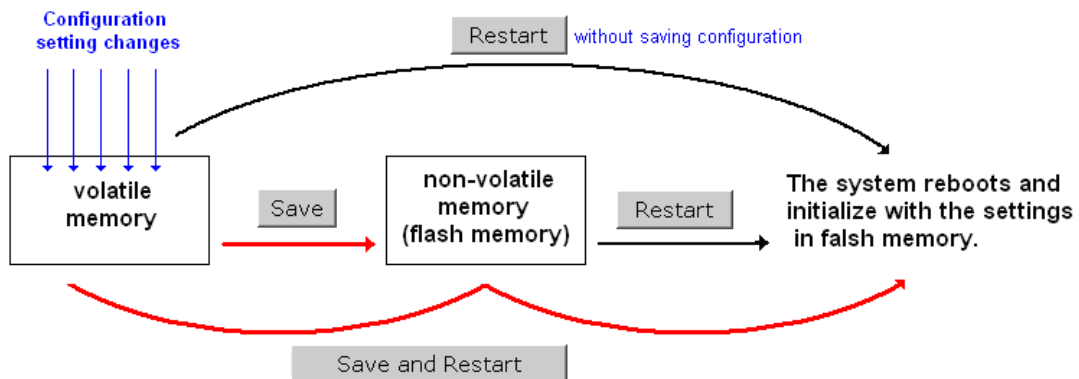 Configuration
setting changes
Restart without saving configuration
volatile
memory
Save
non-volatile
memory
(flash memory)
Restart
The system reboots and
initialize with the settings
in falsh memory.
Save and Restart